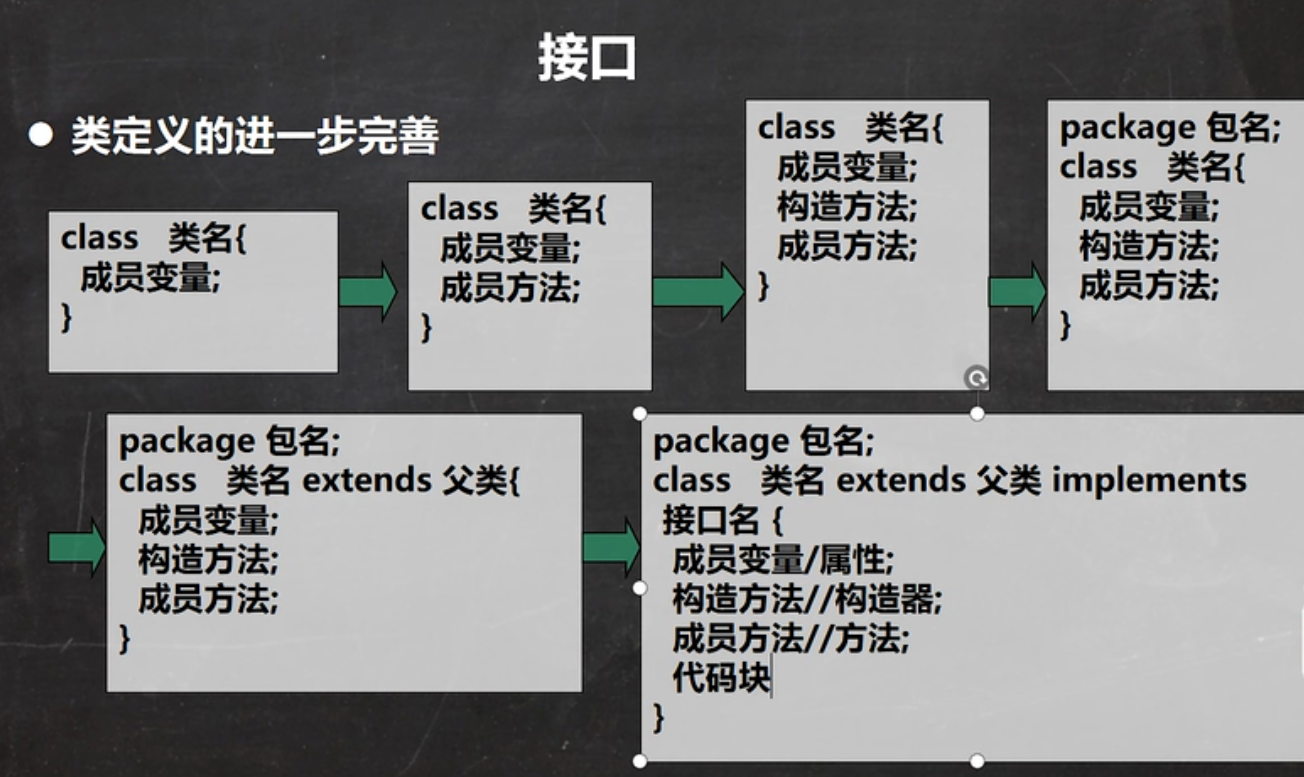 接口
● 类定义的进一步完善
class 类名{
成员变量;
}
class 类名{
成员变量;
成员方法;
}
class 类名{
成员变量;
构造方法;
成员方法;
}
package 包名;
class 类名{
成员变量;
构造方法;
成员方法;
}
package 包名;
class 类名 extends 父类{
成员变量;
构造方法;
成员方法;
}
package 包名;
class 类名 extends 父类 implements
接口名 {
成员变量/属性;
构造方法//构造器;
成员方法//方法;
代码块
}